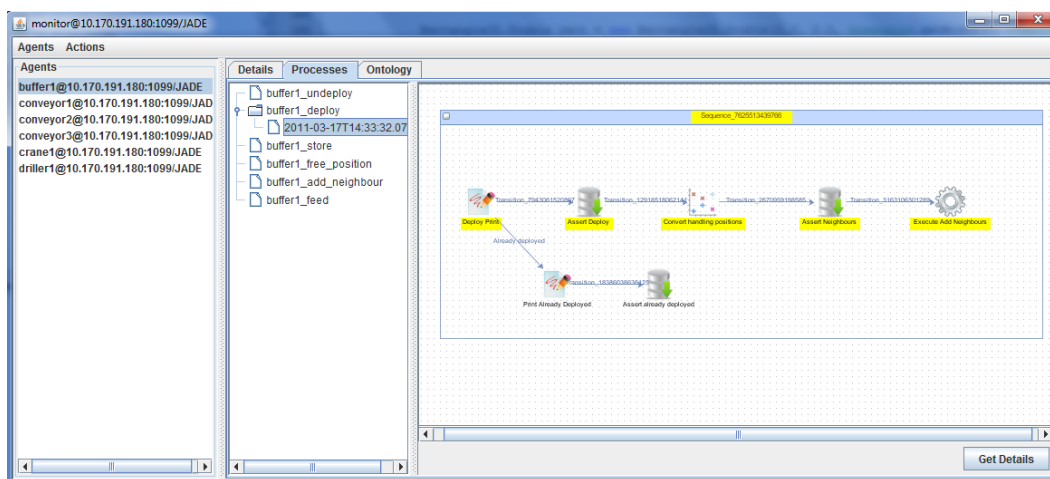 monitor@10.170.191.180:1099/JADE
Agents Actions
Agents
buffer1@10.170.191.180:1099/JADE
conveyor1@10.170.191.180:1099/JAD
conveyor2@10.170.191.180:1099/JAD
conveyor3@10.170.191.180:1099/JAD
crane1@10.170.191.180:1099/JADE
driller1@10.170.191.180:1099/JADE
Details Processes Ontology
buffer1_undeploy
buffer1_deploy
2011-03-17T14:33:32.07
buffer1_store
buffer1_free_position
buffer1_add_neighbour
buffer1_feed
Sequence_7625513439766
Deploy Print
Assert Deploy
Convert handling positions
Assert Neighbours
Execute Add Neighbours
Already deployed
Print Already Deployed
Assert already deployed
Get Details